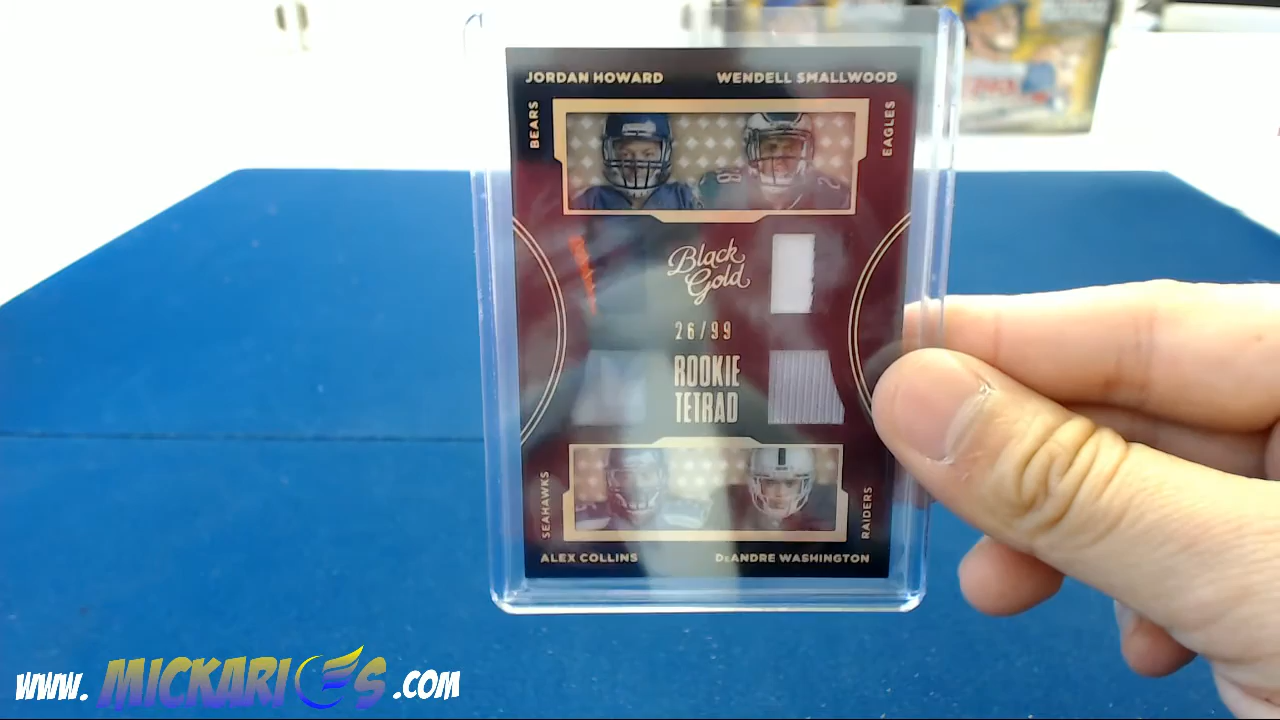 JORDAN HOWARD
WENDELL SMALLWOOD
BEARS
EAGLES
Black
Gold
26/99
ROOKIE
TETRAD
SEAHAWKS
RAIDERS
ALEX COLLINS
DeANDRE WASHINGTON
www.MICKARIES.COM